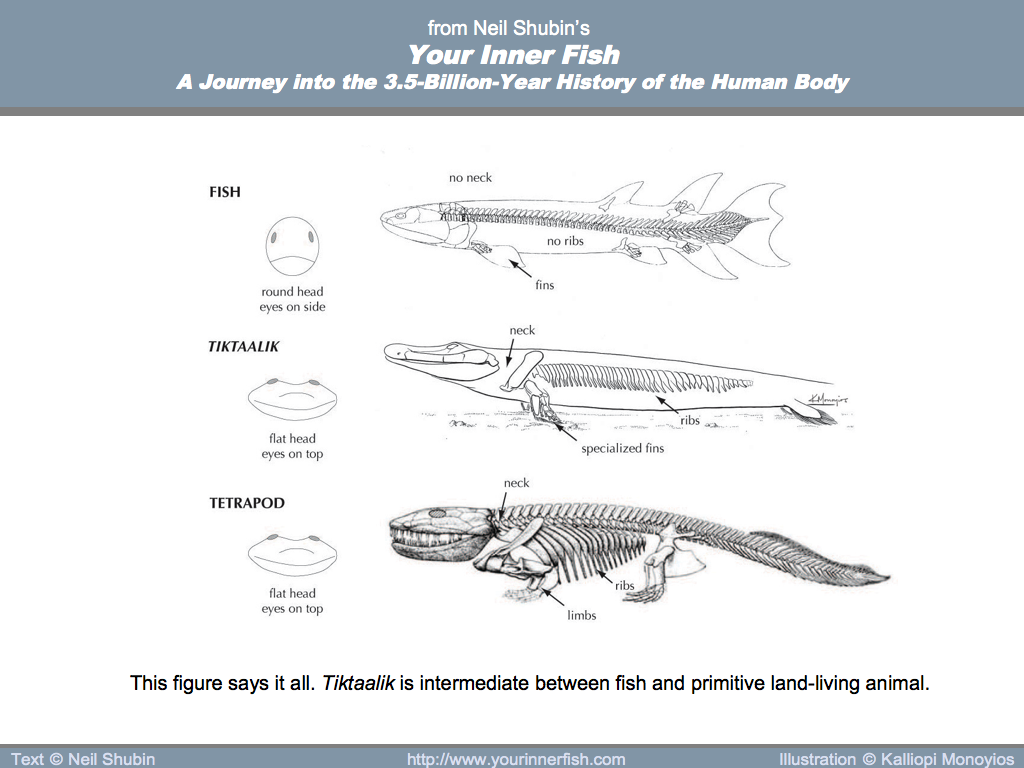 from Neil Shubin's
Your Inner Fish
A Journey into the 3.5-Billion-Year History of the Human Body
FISH
no neck
no ribs
fins
round head
eyes on side
TIKTAALIK
neck
ribs
specialized fins
KMonoyios
flat head
eyes on top
TETRAPOD
neck
ribs
limbs
flat head
eyes on top
This figure says it all. Tiktaalik is intermediate between fish and primitive land-living animal.
Text © Neil Shubin
http://www.yourinnerfish.com
Illustration © Kalliopi Monoyios